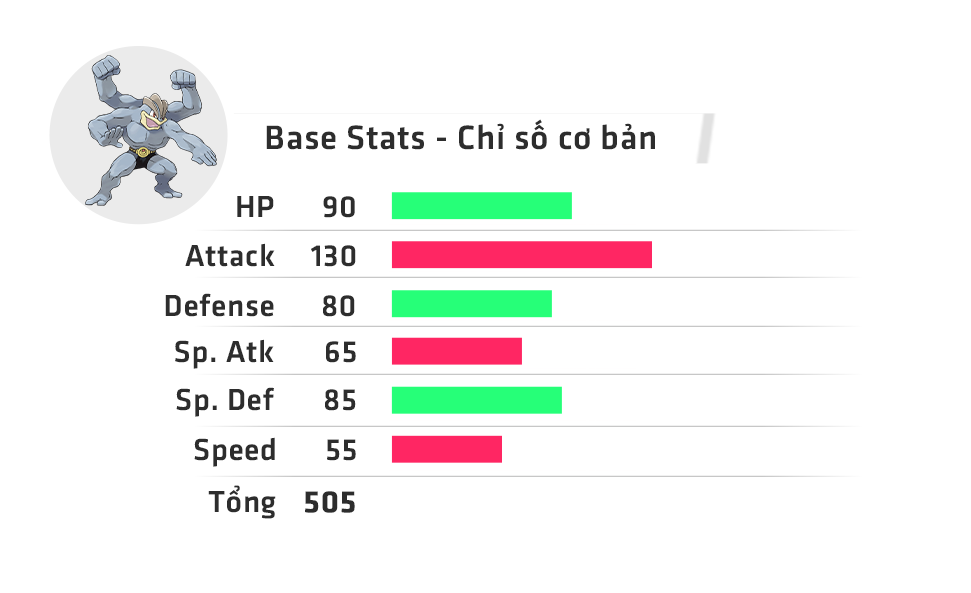 Base Stats - Chỉ số cơ bản
HP 90
Attack 130
Defense 80
Sp. Atk 65
Sp. Def 85
Speed 55
Tổng 505